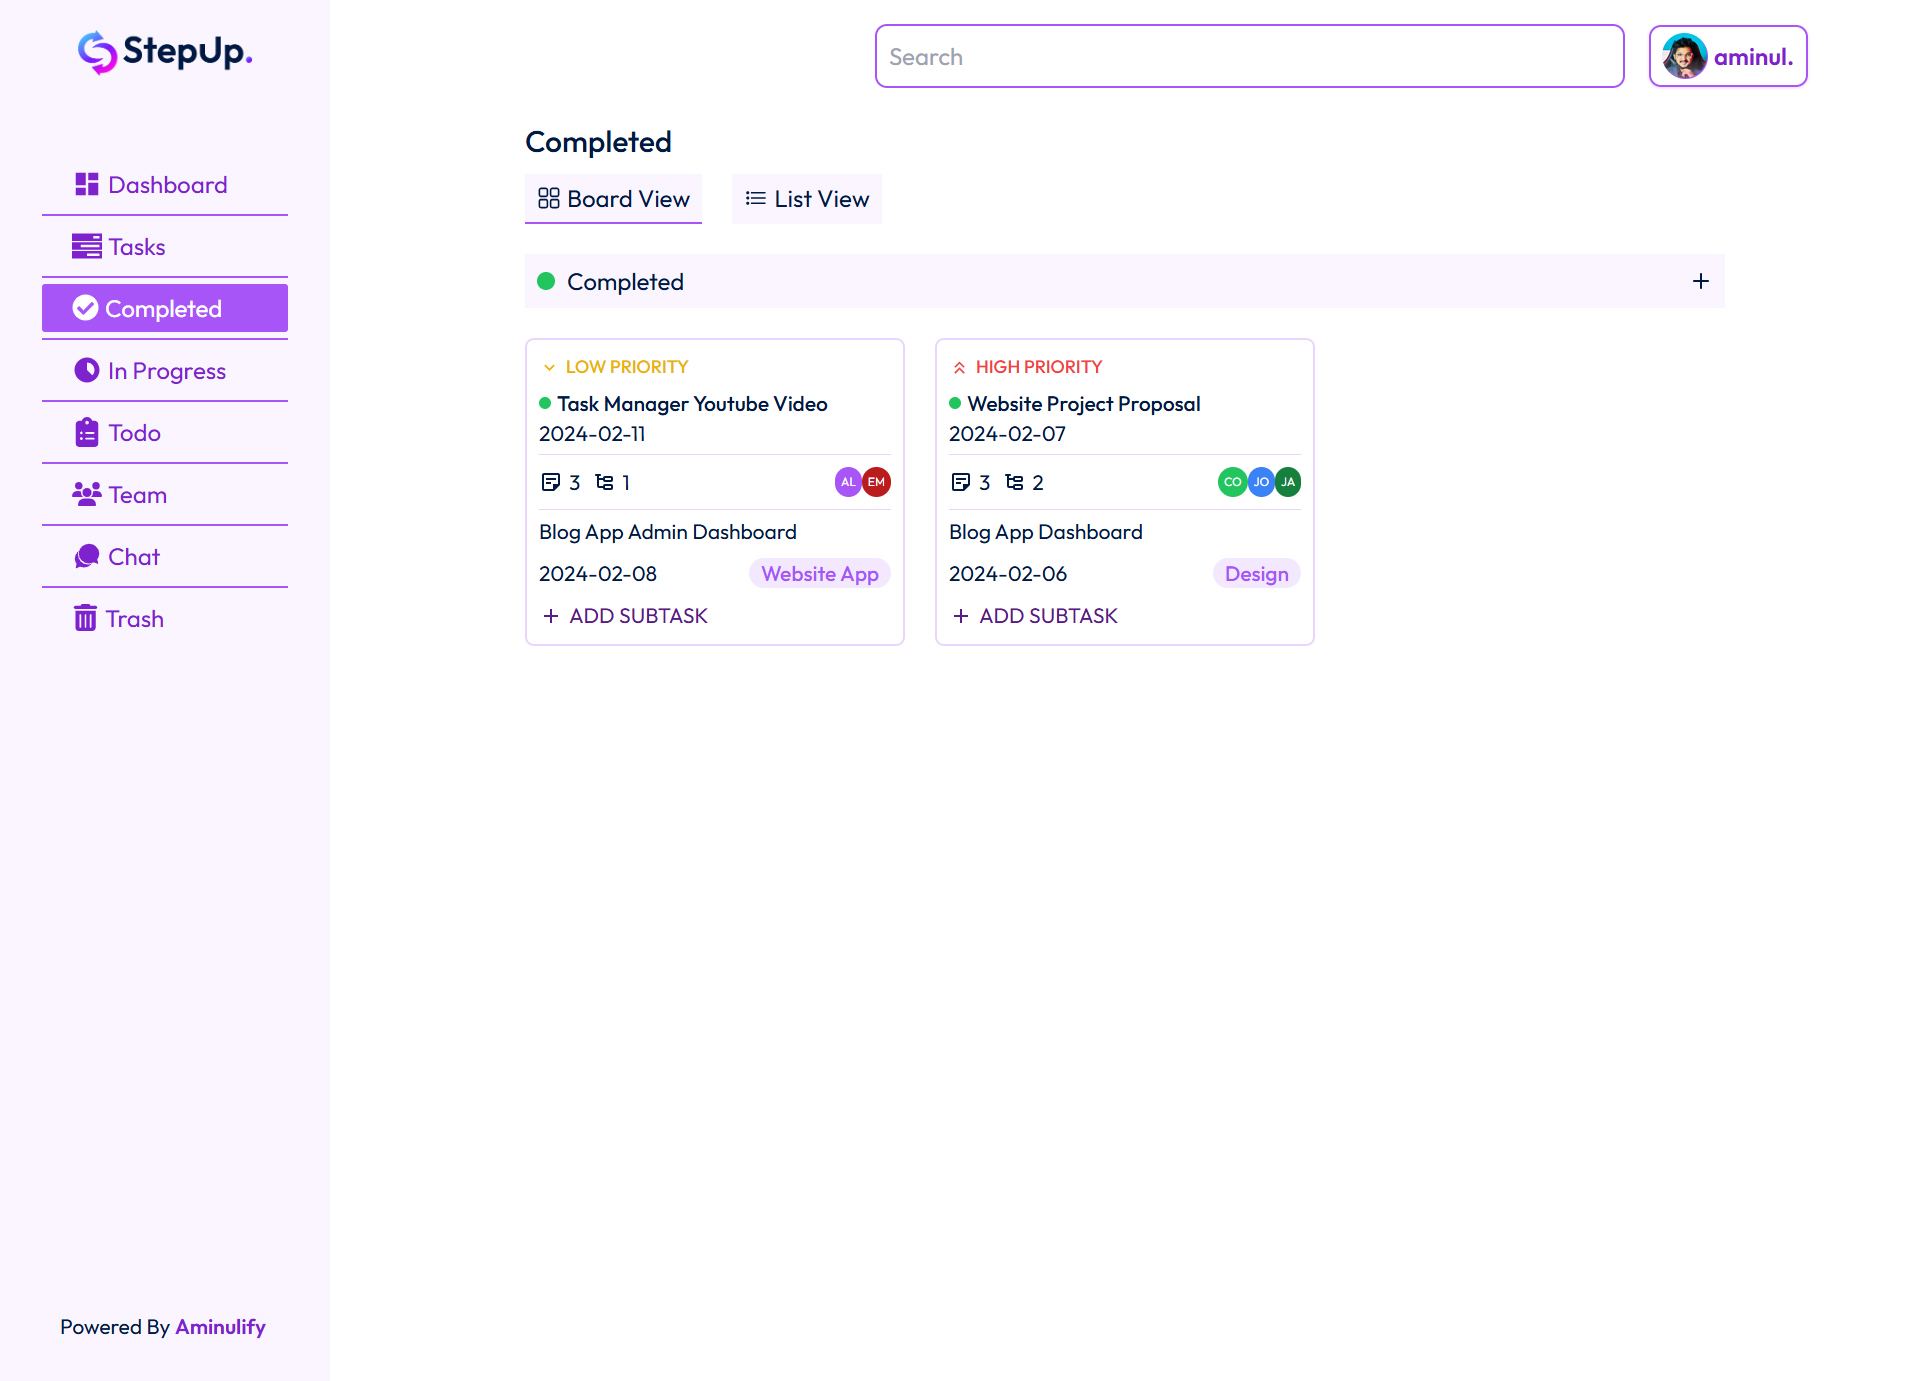 StepUp.
Search
aminul.
Dashboard
Tasks
Completed
In Progress
Todo
Team
Chat
Trash
Powered By Aminulify
Completed
Board View
List View
Completed
LOW PRIORITY
Task Manager Youtube Video
2024-02-11
3 1
AL EM
Blog App Admin Dashboard
2024-02-08
Website App
+ ADD SUBTASK
HIGH PRIORITY
Website Project Proposal
2024-02-07
3 2
CO JO JA
Blog App Dashboard
2024-02-06
Design
+ ADD SUBTASK